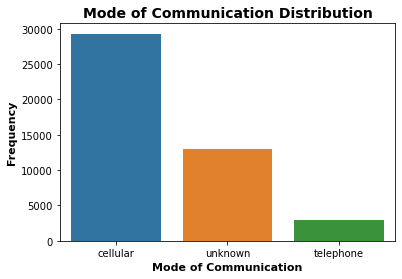 Mode of Communication Distribution
Frequency
30000
25000
20000
15000
10000
5000
0
cellular unknown telephone
Mode of Communication